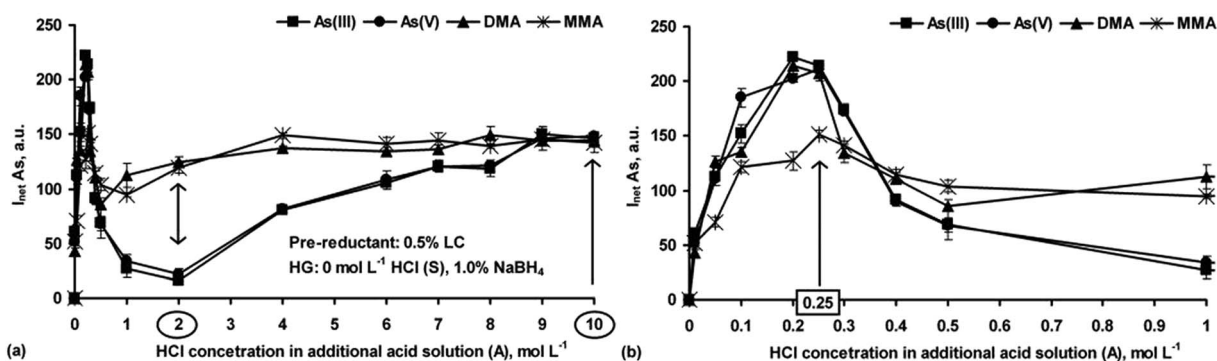 As(III) As(V) DMA MMA
I_net As, a.u.
250
200
150
100
50
0
Pre-reductant: 0.5% LC
HG: 0 mol L⁻¹ HCl (S), 1.0% NaBH₄
0 1 2 3 4 5 6 7 8 9 10
(a) HCl concetration in additional acid solution (A), mol L⁻¹
As(III) As(V) DMA MMA
I_net As, a.u.
250
200
150
100
50
0
0.25
0 0.1 0.2 0.3 0.4 0.5 0.6 0.7 0.8 0.9 1
(b) HCl concetration in additional acid solution (A), mol L⁻¹